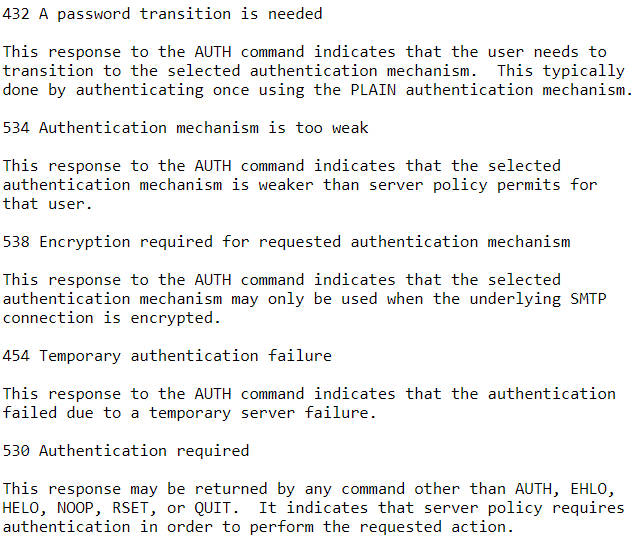 432 A password transition is needed
This response to the AUTH command indicates that the user needs to
transition to the selected authentication mechanism.  This typically
done by authenticating once using the PLAIN authentication mechanism.
534 Authentication mechanism is too weak
This response to the AUTH command indicates that the selected
authentication mechanism is weaker than server policy permits for
that user.
538 Encryption required for requested authentication mechanism
This response to the AUTH command indicates that the selected
authentication mechanism may only be used when the underlying SMTP
connection is encrypted.
454 Temporary authentication failure
This response to the AUTH command indicates that the authentication
failed due to a temporary server failure.
530 Authentication required
This response may be returned by any command other than AUTH, EHLO,
HELO, NOOP, RSET, or QUIT.  It indicates that server policy requires
authentication in order to perform the requested action.